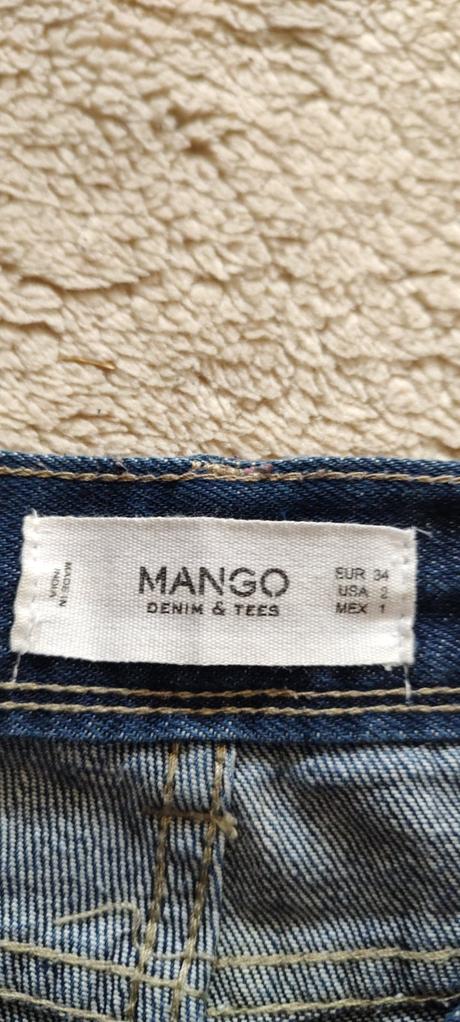 MADE IN
INDIA
MANGO
DENIM & TEES
EUR 34
USA 2
MEX 1